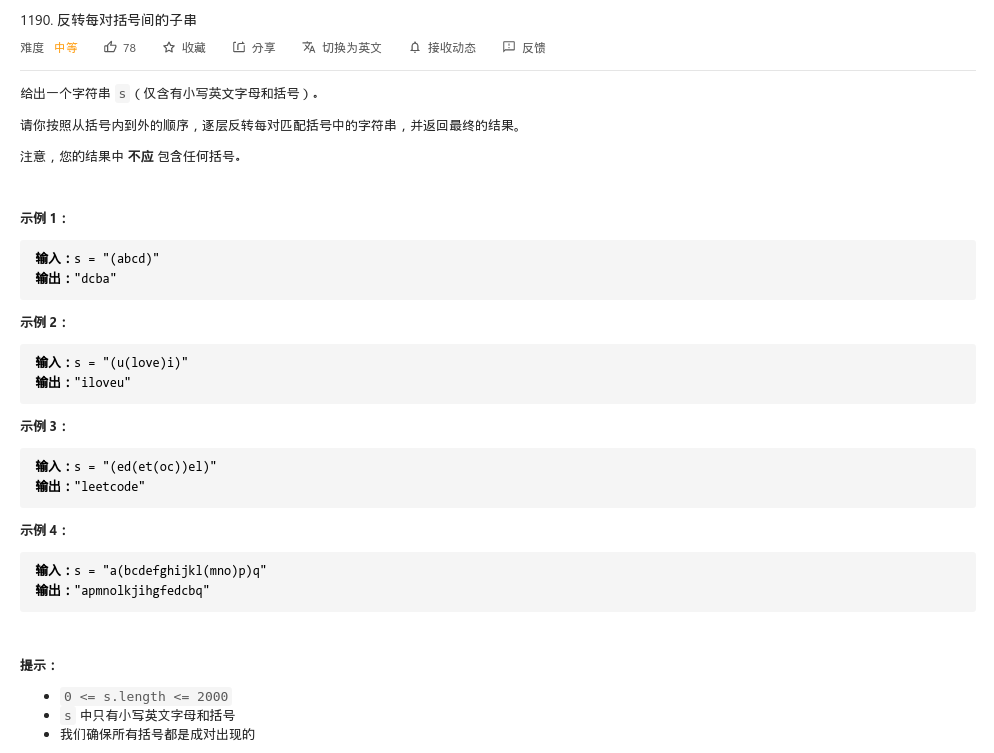 1190. 反转每对括号间的子串
难度 中等 78 收藏 分享 切换为英文 接收动态 反馈
给出一个字符串 s（仅含有小写英文字母和括号）。
请你按照从括号内到外的顺序，逐层反转每对匹配括号中的字符串，并返回最终的结果。
注意，您的结果中 不应 包含任何括号。
示例 1：
输入：s = "(abcd)"
输出："dcba"
示例 2：
输入：s = "(u(love)i)"
输出："iloveu"
示例 3：
输入：s = "(ed(et(oc))el)"
输出："leetcode"
示例 4：
输入：s = "a(bcdefghijkl(mno)p)q"
输出："apmnolkjihgfedcbq"
提示：
0 <= s.length <= 2000
s 中只有小写英文字母和括号
我们确保所有括号都是成对出现的